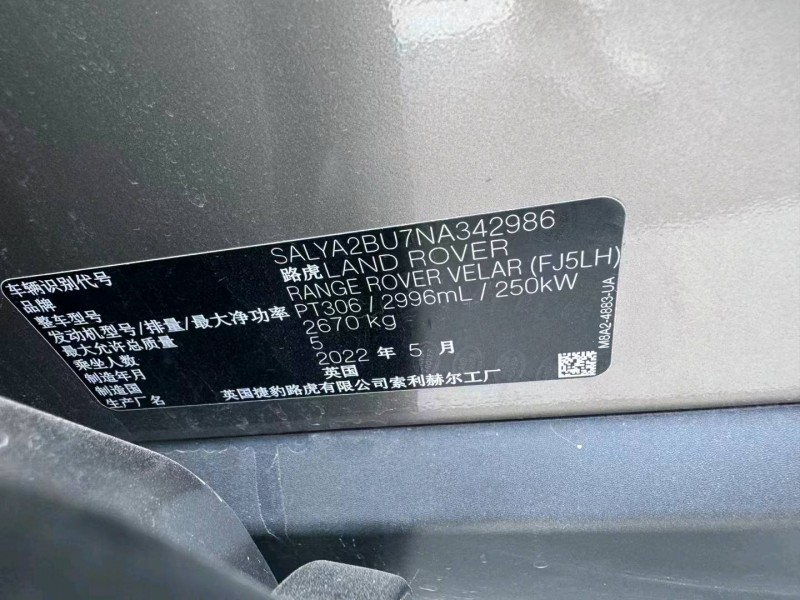 车辆识别代号 SALYA2BU7NA342986
品牌 路虎LAND ROVER
整车型号 RANGE ROVER VELAR (FJ5LH)
发动机型号/排量/最大净功率 PT306 / 2996mL / 250kW
最大允许总质量 2670 kg
乘坐人数 5
制造年月 2022 年 5 月
制造国 英国
生产厂名 英国捷豹路虎有限公司索利赫尔工厂
M8A2-4883-UA